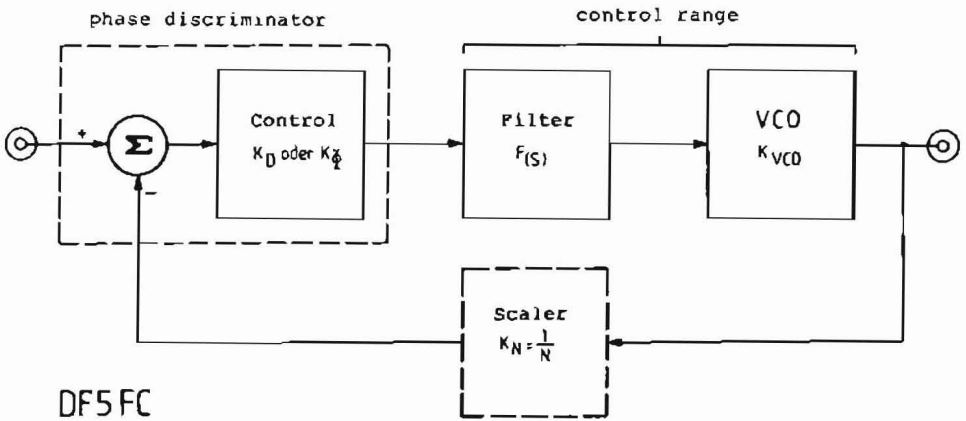 phase discriminator
control range
+
Σ
−
Control
K_D oder K_Φ
Filter
F(S)
VCO
K_VCO
Scaler
K_N = 1/N
DF5FC